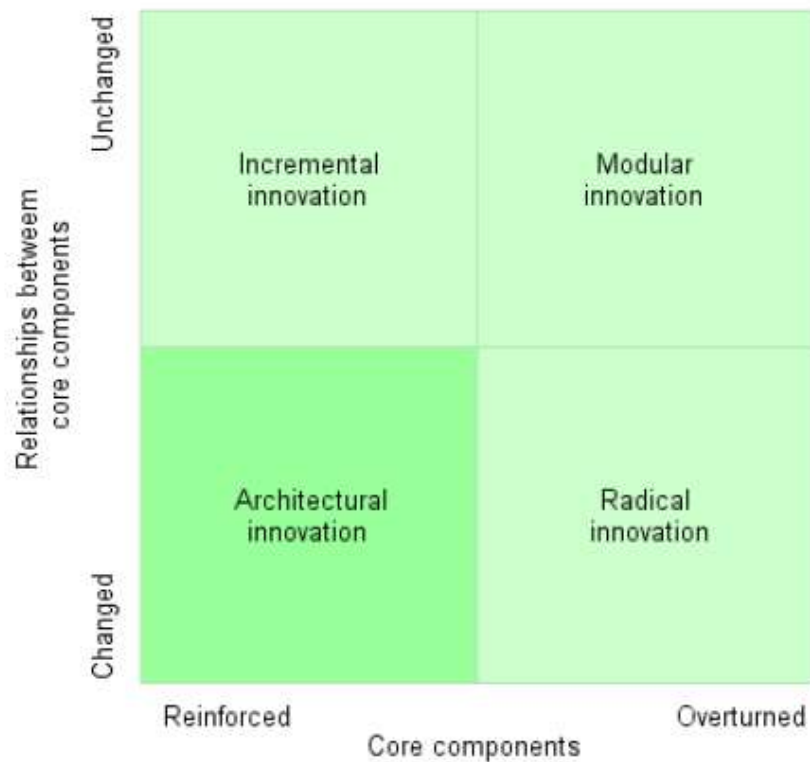 Unchanged
Relationships betweem
core components
Changed
Incremental
innovation
Modular
innovation
Architectural
innovation
Radical
innovation
Reinforced
Overturned
Core components